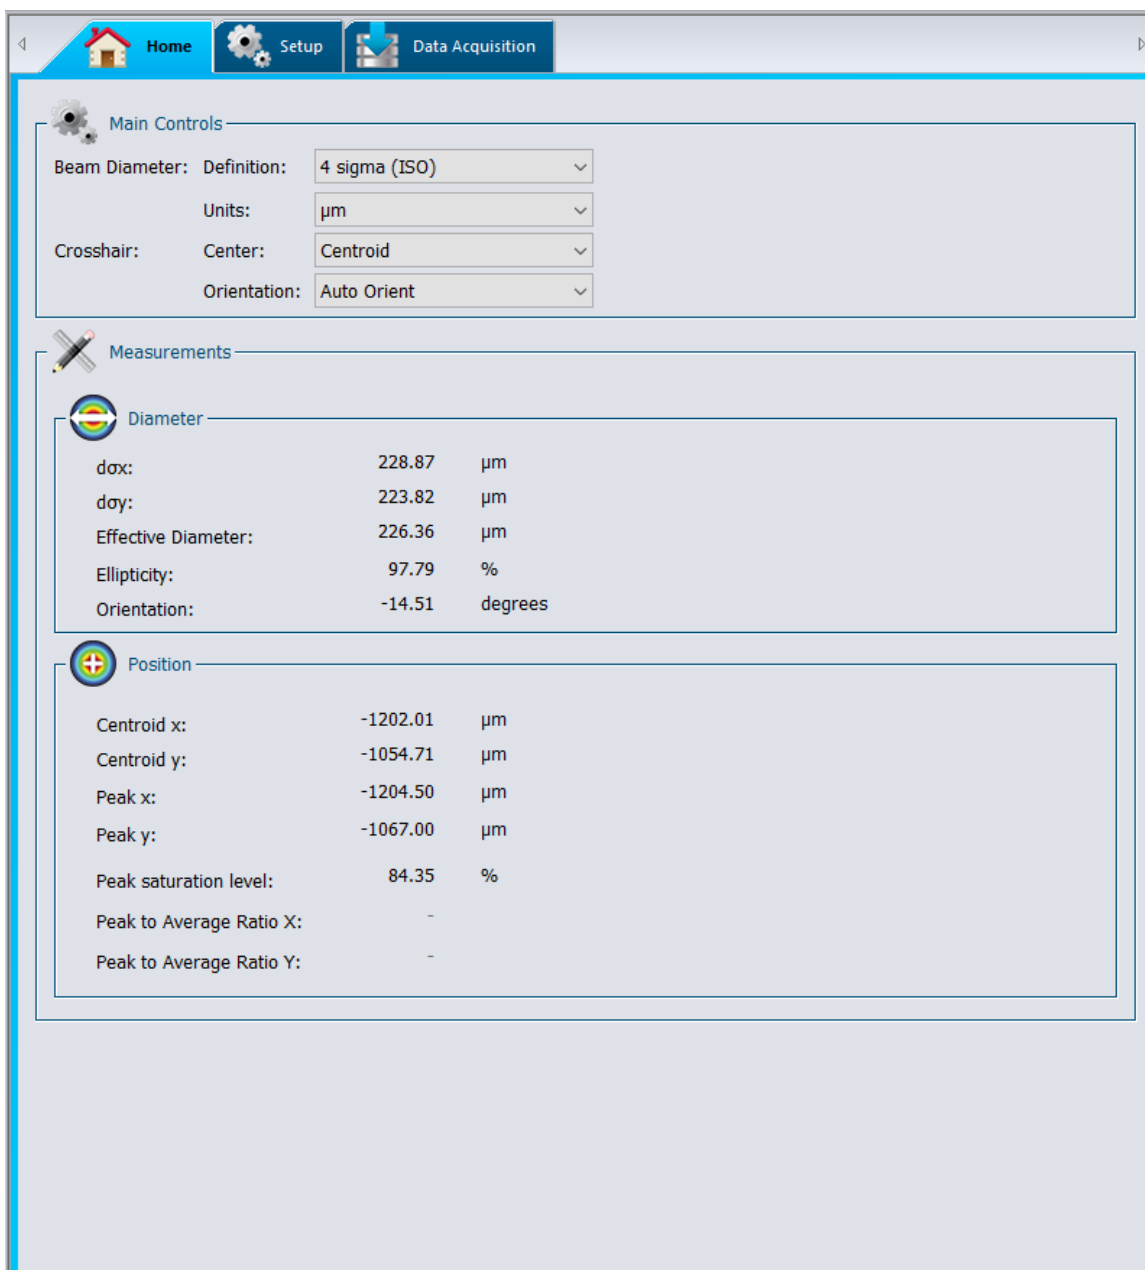 Home Setup Data Acquisition
Main Controls
Beam Diameter: Definition: 4 sigma (ISO)
Units: µm
Crosshair: Center: Centroid
Orientation: Auto Orient
Measurements
Diameter
dσx: 228.87 µm
dσy: 223.82 µm
Effective Diameter: 226.36 µm
Ellipticity: 97.79 %
Orientation: -14.51 degrees
Position
Centroid x: -1202.01 µm
Centroid y: -1054.71 µm
Peak x: -1204.50 µm
Peak y: -1067.00 µm
Peak saturation level: 84.35 %
Peak to Average Ratio X: -
Peak to Average Ratio Y: -